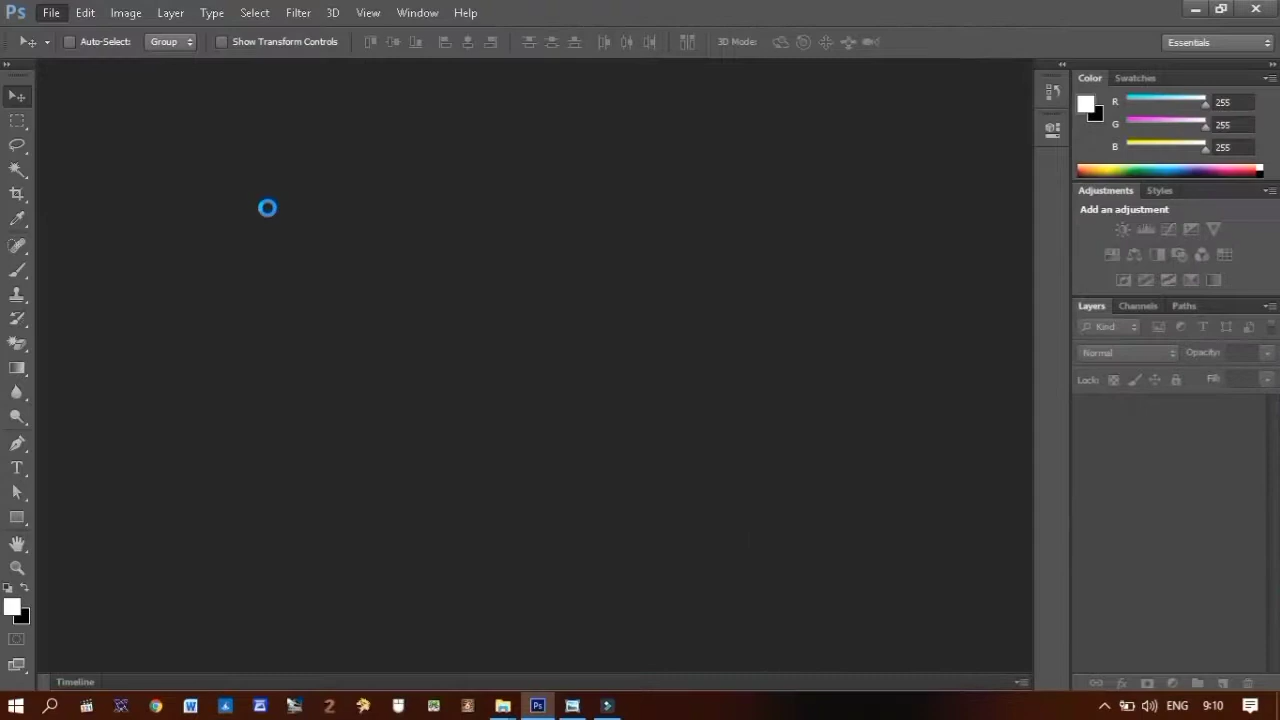 Ps File Edit Image Layer Type Select Filter 3D View Window Help
Auto-Select: Group Show Transform Controls 3D Mode: Essentials
Color Swatches
R 255
G 255
B 255
Adjustments Styles
Add an adjustment
Layers Channels Paths
Kind
Normal Opacity:
Lock: Fill:
T
Timeline
W 2 Ps ENG 9:10